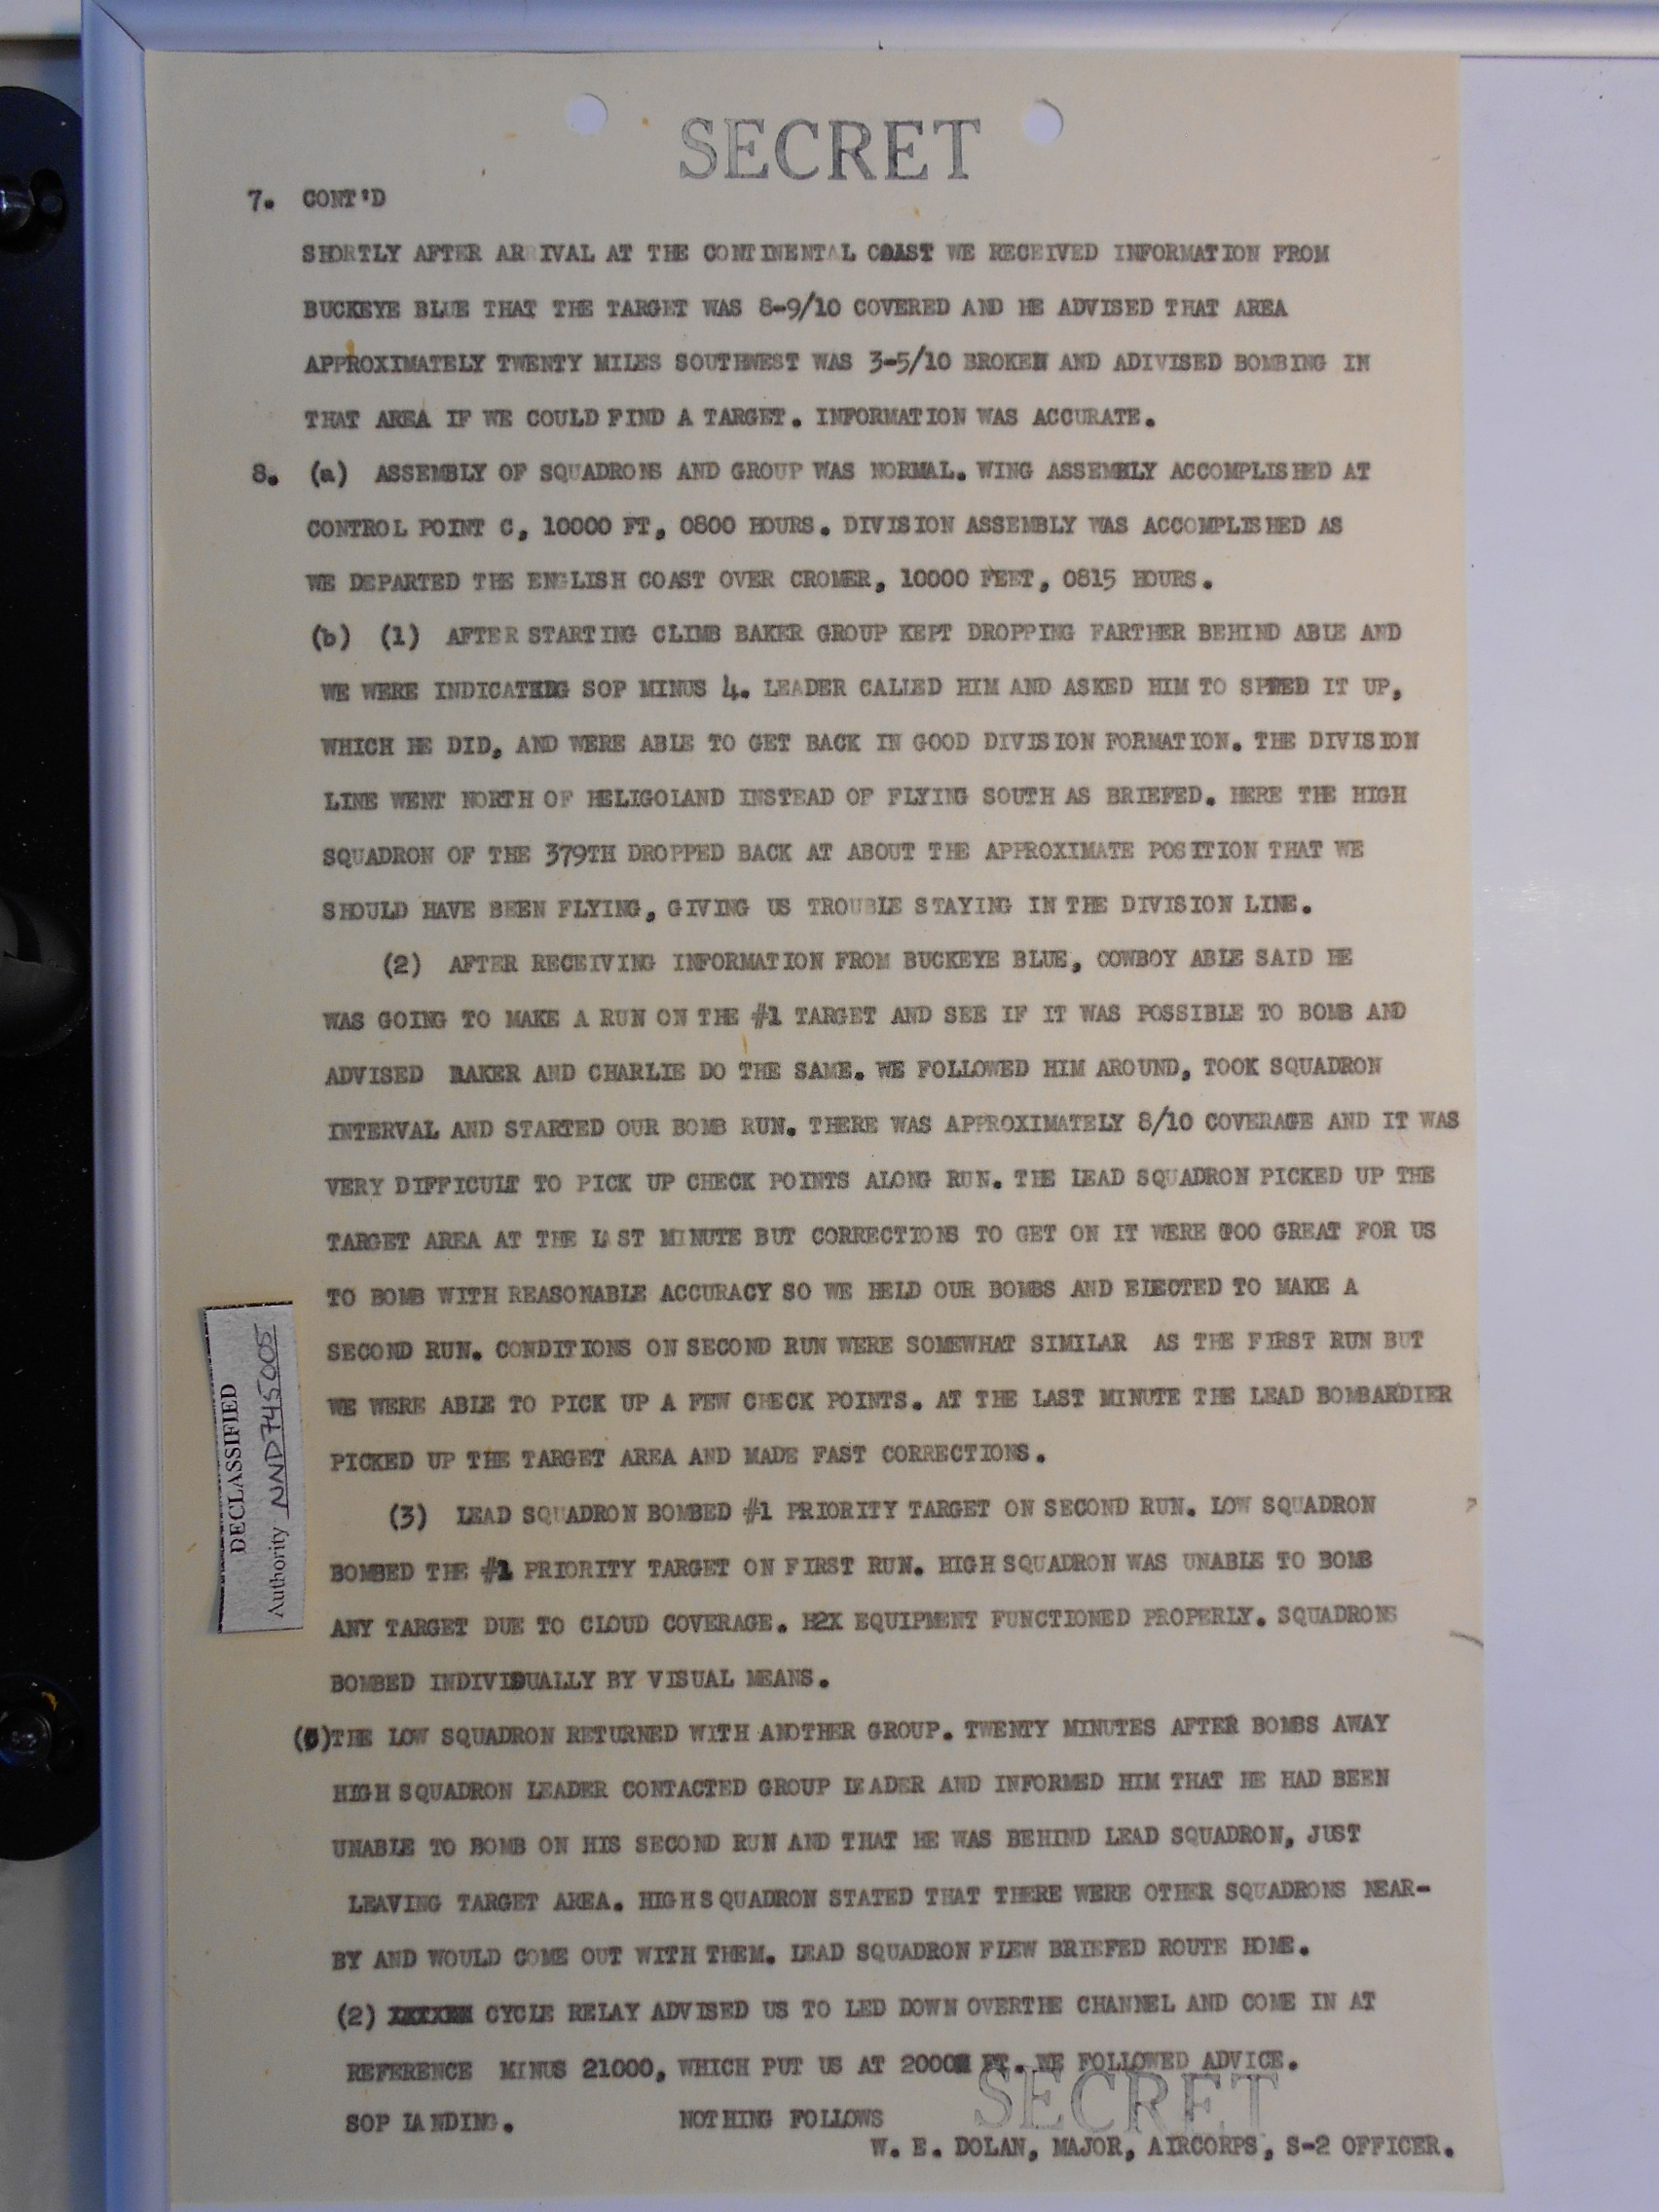 SECRET
7. CONT'D
SHORTLY AFTER ARRIVAL AT THE CONTINENTAL COAST WE RECEIVED INFORMATION FROM
BUCKEYE BLUE THAT THE TARGET WAS 8-9/10 COVERED AND HE ADVISED THAT AREA
APPROXIMATELY TWENTY MILES SOUTHWEST WAS 3-5/10 BROKEN AND ADIVISED BOMBING IN
THAT AREA IF WE COULD FIND A TARGET. INFORMATION WAS ACCURATE.
8. (a) ASSEMBLY OF SQUADRONS AND GROUP WAS NORMAL. WING ASSEMBLY ACCOMPLISHED AT
CONTROL POINT C, 10000 FT, 0800 HOURS. DIVISION ASSEMBLY WAS ACCOMPLISHED AS
WE DEPARTED THE ENGLISH COAST OVER CROMER, 10000 FEET, 0815 HOURS.
(b) (1) AFTER STARTING CLIMB BAKER GROUP KEPT DROPPING FARTHER BEHIND ABLE AND
WE WERE INDICATING SOP MINUS 4. LEADER CALLED HIM AND ASKED HIM TO SPEED IT UP,
WHICH HE DID, AND WERE ABLE TO GET BACK IN GOOD DIVISION FORMATION. THE DIVISION
LINE WENT NORTH OF HELIGOLAND INSTEAD OF FLYING SOUTH AS BRIEFED. HERE THE HIGH
SQUADRON OF THE 379TH DROPPED BACK AT ABOUT THE APPROXIMATE POSITION THAT WE
SHOULD HAVE BEEN FLYING, GIVING US TROUBLE STAYING IN THE DIVISION LINE.
(2) AFTER RECEIVING INFORMATION FROM BUCKEYE BLUE, COWBOY ABLE SAID HE
WAS GOING TO MAKE A RUN ON THE #1 TARGET AND SEE IF IT WAS POSSIBLE TO BOMB AND
ADVISED BAKER AND CHARLIE DO THE SAME. WE FOLLOWED HIM AROUND, TOOK SQUADRON
INTERVAL AND STARTED OUR BOMB RUN. THERE WAS APPROXIMATELY 8/10 COVERAGE AND IT WAS
VERY DIFFICULT TO PICK UP CHECK POINTS ALONG RUN. THE LEAD SQUADRON PICKED UP THE
TARGET AREA AT THE LAST MINUTE BUT CORRECTIONS TO GET ON IT WERE TOO GREAT FOR US
TO BOMB WITH REASONABLE ACCURACY SO WE HELD OUR BOMBS AND ELECTED TO MAKE A
SECOND RUN. CONDITIONS ON SECOND RUN WERE SOMEWHAT SIMILAR AS THE FIRST RUN BUT
WE WERE ABLE TO PICK UP A FEW CHECK POINTS. AT THE LAST MINUTE THE LEAD BOMBARDIER
PICKED UP THE TARGET AREA AND MADE FAST CORRECTIONS.
(3) LEAD SQUADRON BOMBED #1 PRIORITY TARGET ON SECOND RUN. LOW SQUADRON
BOMBED THE #1 PRIORITY TARGET ON FIRST RUN. HIGH SQUADRON WAS UNABLE TO BOMB
ANY TARGET DUE TO CLOUD COVERAGE. H2X EQUIPMENT FUNCTIONED PROPERLY. SQUADRONS
BOMBED INDIVIDUALLY BY VISUAL MEANS.
(c) THE LOW SQUADRON RETURNED WITH ANOTHER GROUP. TWENTY MINUTES AFTER BOMBS AWAY
HIGH SQUADRON LEADER CONTACTED GROUP LEADER AND INFORMED HIM THAT HE HAD BEEN
UNABLE TO BOMB ON HIS SECOND RUN AND THAT HE WAS BEHIND LEAD SQUADRON, JUST
LEAVING TARGET AREA. HIGH SQUADRON STATED THAT THERE WERE OTHER SQUADRONS NEAR-
BY AND WOULD COME OUT WITH THEM. LEAD SQUADRON FLEW BRIEFED ROUTE HOME.
(2) CYCLE RELAY ADVISED US TO LED DOWN OVERTHE CHANNEL AND COME IN AT
REFERENCE MINUS 21000, WHICH PUT US AT 2000 FT. WE FOLLOWED ADVICE.
SOP LANDING. NOTHING FOLLOWS
SECRET
W. E. DOLAN, MAJOR, AIRCORPS, S-2 OFFICER.
DECLASSIFIED
Authority NND745005